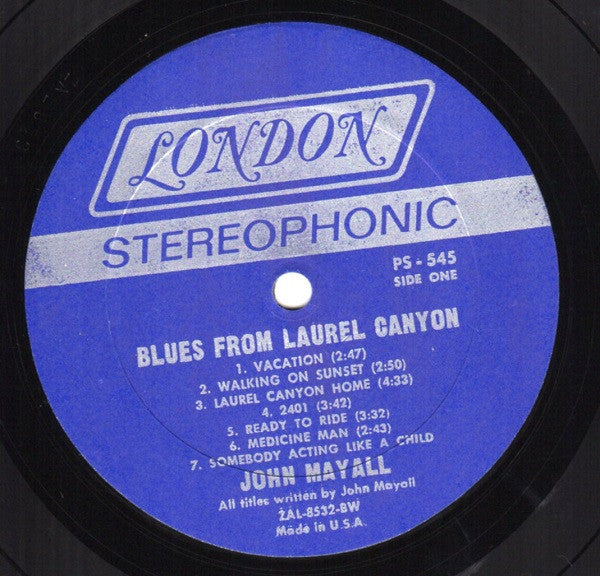 LONDON
STEREOPHONIC
PS - 545
SIDE ONE
BLUES FROM LAUREL CANYON
1. VACATION (2:47)
2. WALKING ON SUNSET (2:50)
3. LAUREL CANYON HOME (4:33)
4. 2401 (3:42)
5. READY TO RIDE (3:32)
6. MEDICINE MAN (2:43)
7. SOMEBODY ACTING LIKE A CHILD
JOHN MAYALL
All titles written by John Mayall
ZAL-8532-BW
Made in U.S.A.